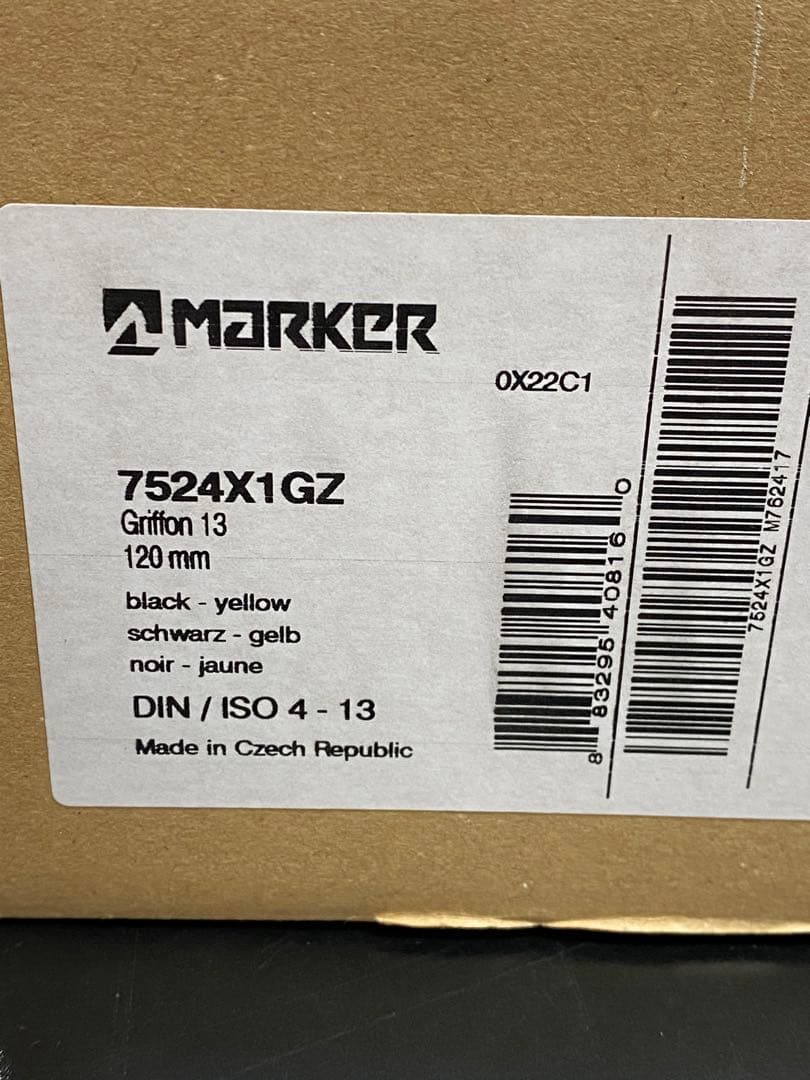 MARKER
0X22C1
7524X1GZ
Griffon 13
120 mm
black - yellow
schwarz - gelb
noir - jaune
DIN / ISO 4 - 13
Made in Czech Republic
8 83295 40816 0
7524X1GZ M762417